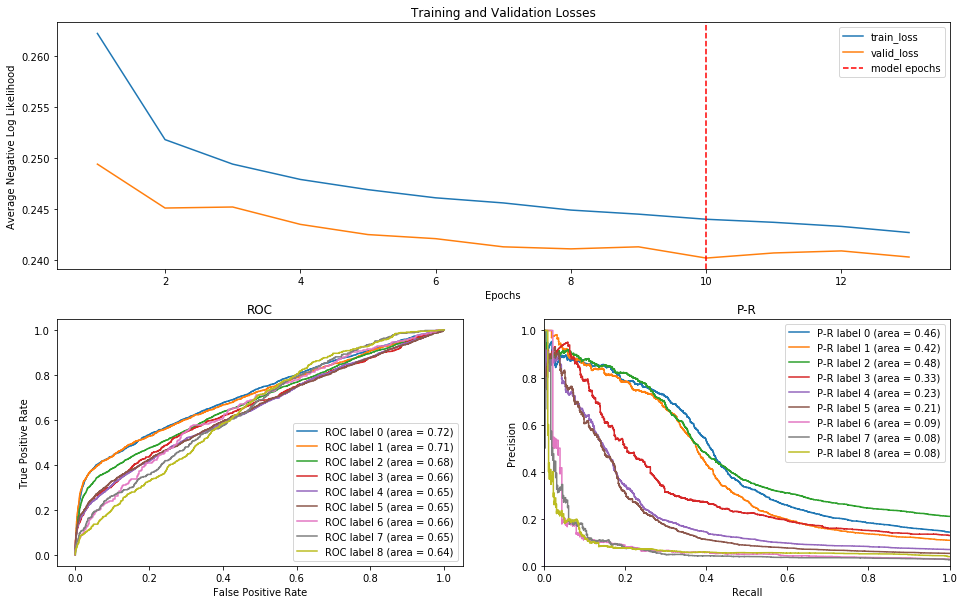 Training and Validation Losses
Average Negative Log Likelihood
0.260
0.255
0.250
0.245
0.240
2
4
6
8
10
12
Epochs
train_loss
valid_loss
model epochs
ROC
True Positive Rate
1.0
0.8
0.6
0.4
0.2
0.0
0.0
0.2
0.4
0.6
0.8
1.0
False Positive Rate
ROC label 0 (area = 0.72)
ROC label 1 (area = 0.71)
ROC label 2 (area = 0.68)
ROC label 3 (area = 0.66)
ROC label 4 (area = 0.65)
ROC label 5 (area = 0.65)
ROC label 6 (area = 0.66)
ROC label 7 (area = 0.65)
ROC label 8 (area = 0.64)
P-R
Precision
1.0
0.8
0.6
0.4
0.2
0.0
0.0
0.2
0.4
0.6
0.8
1.0
Recall
P-R label 0 (area = 0.46)
P-R label 1 (area = 0.42)
P-R label 2 (area = 0.48)
P-R label 3 (area = 0.33)
P-R label 4 (area = 0.23)
P-R label 5 (area = 0.21)
P-R label 6 (area = 0.09)
P-R label 7 (area = 0.08)
P-R label 8 (area = 0.08)